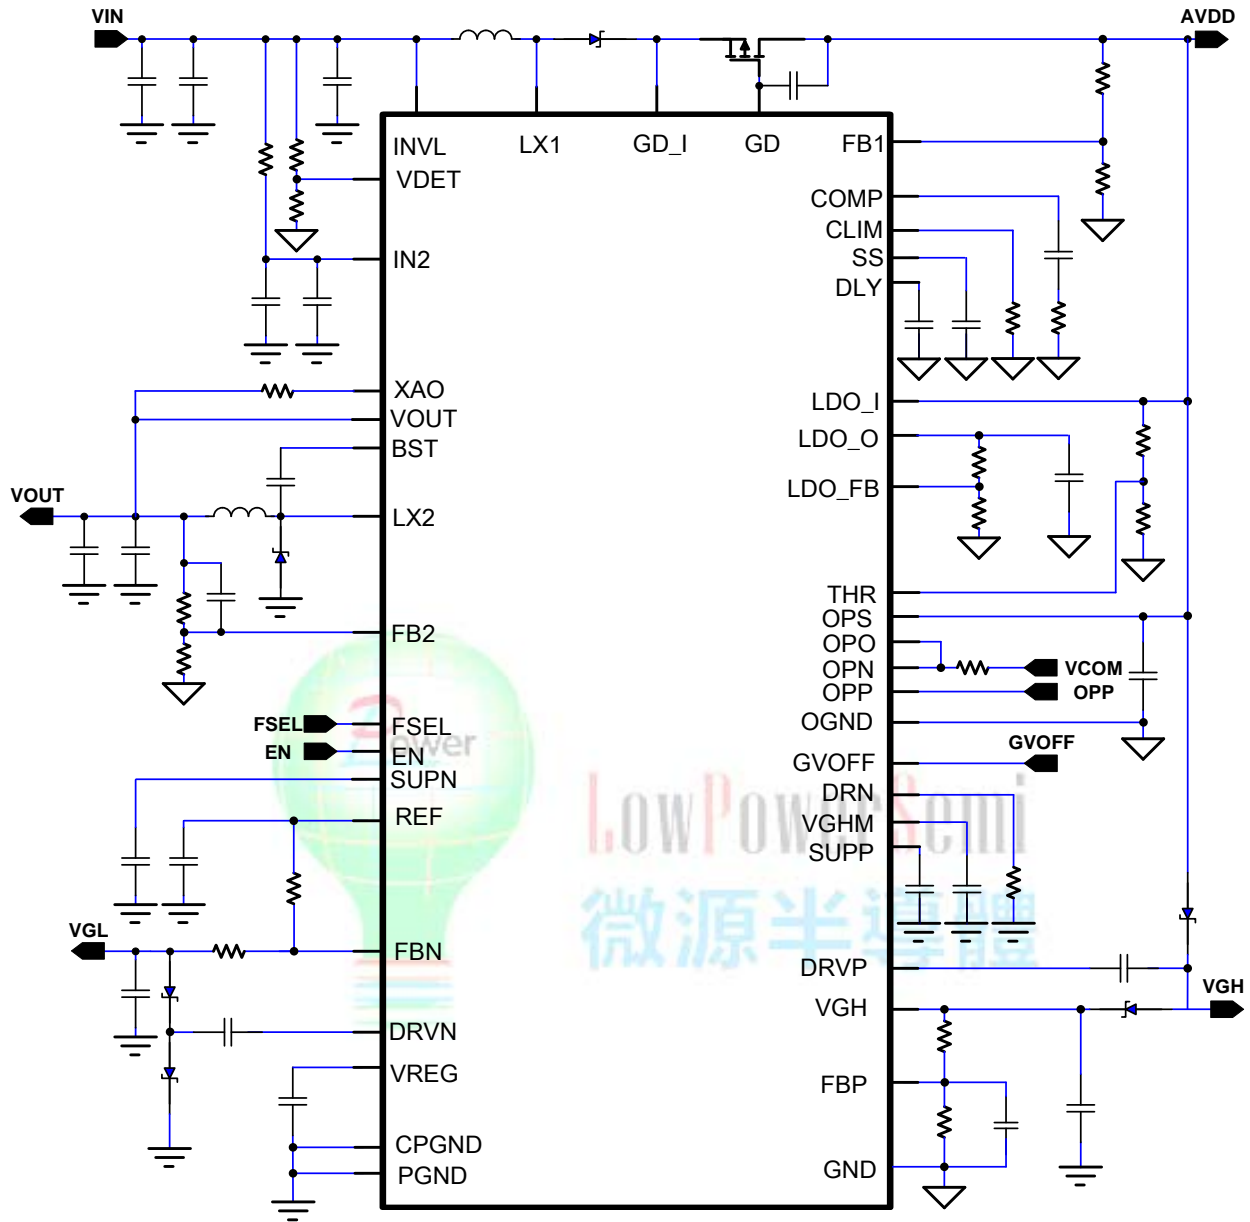 VIN
AVDD
INVL
LX1
GD_I
GD
FB1
VDET
COMP
CLIM
SS
IN2
DLY
XAO
LDO_I
VOUT
LDO_O
BST
LDO_FB
VOUT
LX2
THR
OPS
FB2
OPO
OPN
VCOM
OPP
OPP
FSEL
FSEL
OGND
EN
EN
GVOFF
GVOFF
SUPN
DRN
REF
VGHM
SUPP
Power
LowPowerSemi
微源半導體
VGL
FBN
DRVP
VGH
VGH
DRVN
VREG
FBP
CPGND
PGND
GND